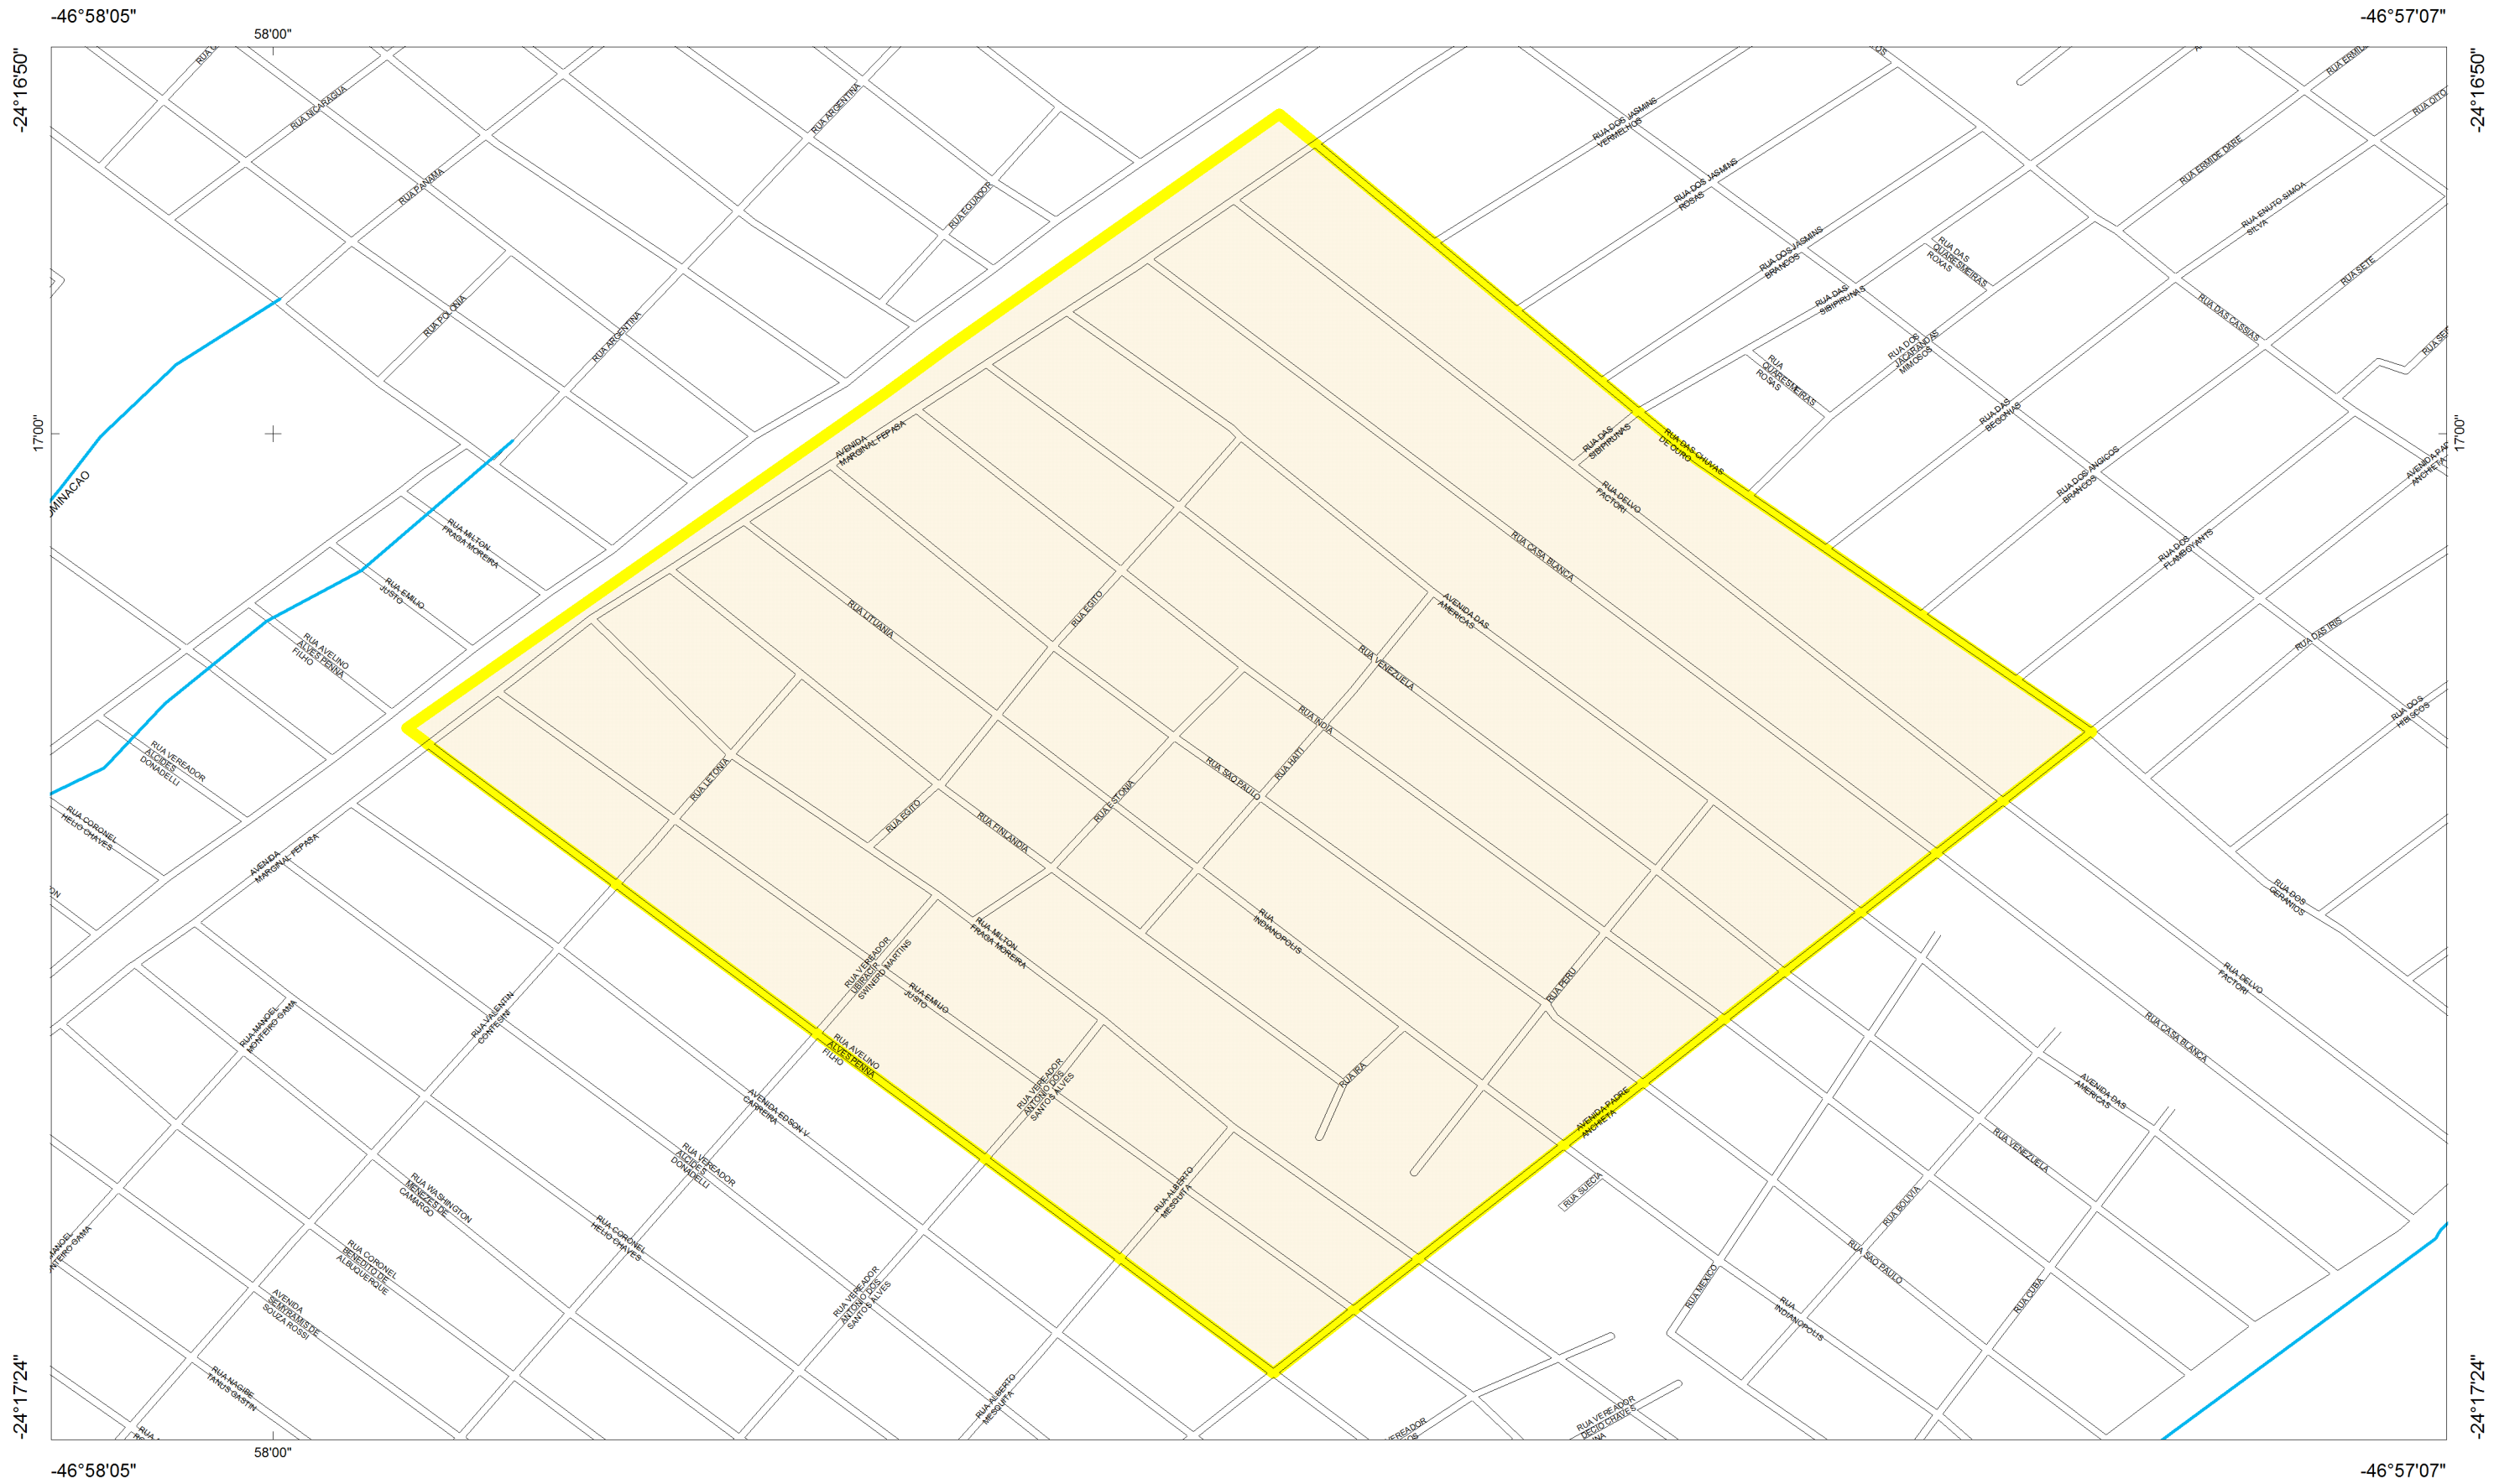 -46°58'05"
-46°57'07"
58'00"
-24°16'50"
-24°16'50"
RUA NICARAGUA
RUA ARGENTINA
RUA PANAMA
RUA EQUADOR
RUA DOS JASMINS
VERMELHOS
RUA DOS JASMINS
ROSAS
RUA DOS JASMINS
BRANCOS
RUA ERMIDE DARE
RUA ENUTO SIMOA
SILVA
RUA SETE
RUA DAS
QUARESMEIRAS
ROXAS
RUA DAS
SIBIPIRUNAS
RUA DAS CASSIAS
RUA POLONIA
RUA ARGENTINA
RUA DOS
JACARANDAS
MIMOSOS
RUA
QUARESMEIRAS
ROSAS
17'00"
17'00"
AVENIDA
MARGINAL FEPASA
RUA DAS
SIBIPIRUNAS
RUA DAS CHUVAS
DE OURO
RUA DAS
BEGONIAS
RUA DOS ANGICOS
BRANCOS
RUA DELVO
FACTORI
RUA CASA BLANCA
RUA DOS
FLAMBOYANTS
RUA MILTON
FRAGA MOREIRA
RUA EMILIO
JUSTO
RUA AVELINO
ALVES PENNA
FILHO
RUA LITUANIA
RUA EGITO
AVENIDA DAS
AMERICAS
RUA VENEZUELA
RUA DAS IRIS
RUA DOS
HIBISCOS
RUA INDIA
RUA VEREADOR
ALCIDES
DONADELLI
RUA CORONEL
HELIO CHAVES
RUA LETONIA
RUA EGITO
RUA FINLANDIA
RUA ESTONIA
RUA SAO PAULO
RUA HAITI
AVENIDA
MARGINAL FEPASA
RUA DOS
GERANIOS
RUA VEREADOR
UBIRACIR
SWINERD MARTINS
RUA MILTON
FRAGA MOREIRA
RUA
INDIANOPOLIS
RUA PERU
RUA DELVO
FACTORI
RUA CASA BLANCA
RUA MANOEL
MONTEIRO GAMA
RUA VALENTIN
CONTESINI
RUA EMILIO
JUSTO
RUA AVELINO
ALVES PENNA
FILHO
RUA VEREADOR
ANTONIO DOS
SANTOS ALVES
RUA IRA
AVENIDA PADRE
ANCHIETA
AVENIDA DAS
AMERICAS
RUA VENEZUELA
AVENIDA EDSON V
CARREIRA
RUA VEREADOR
ALCIDES
DONADELLI
RUA ALBERTO
MESQUITA
RUA SUECIA
RUA BOLIVIA
RUA SAO PAULO
RUA WASHINGTON
MENEZES DE
CAMARGO
RUA CORONEL
HELIO CHAVES
RUA CORONEL
BENEDITO DE
ALBUQUERQUE
RUA VEREADOR
ANTONIO DOS
SANTOS ALVES
RUA MEXICO
RUA
INDIANOPOLIS
RUA CUBA
AVENIDA
SEMYRAMIS DE
SOUZA ROSSI
RUA NAGIBE
TANUS GASTIN
RUA ALBERTO
MESQUITA
RUA VEREADOR
DECIO CHAVES
-24°17'24"
-24°17'24"
58'00"
-46°58'05"
-46°57'07"